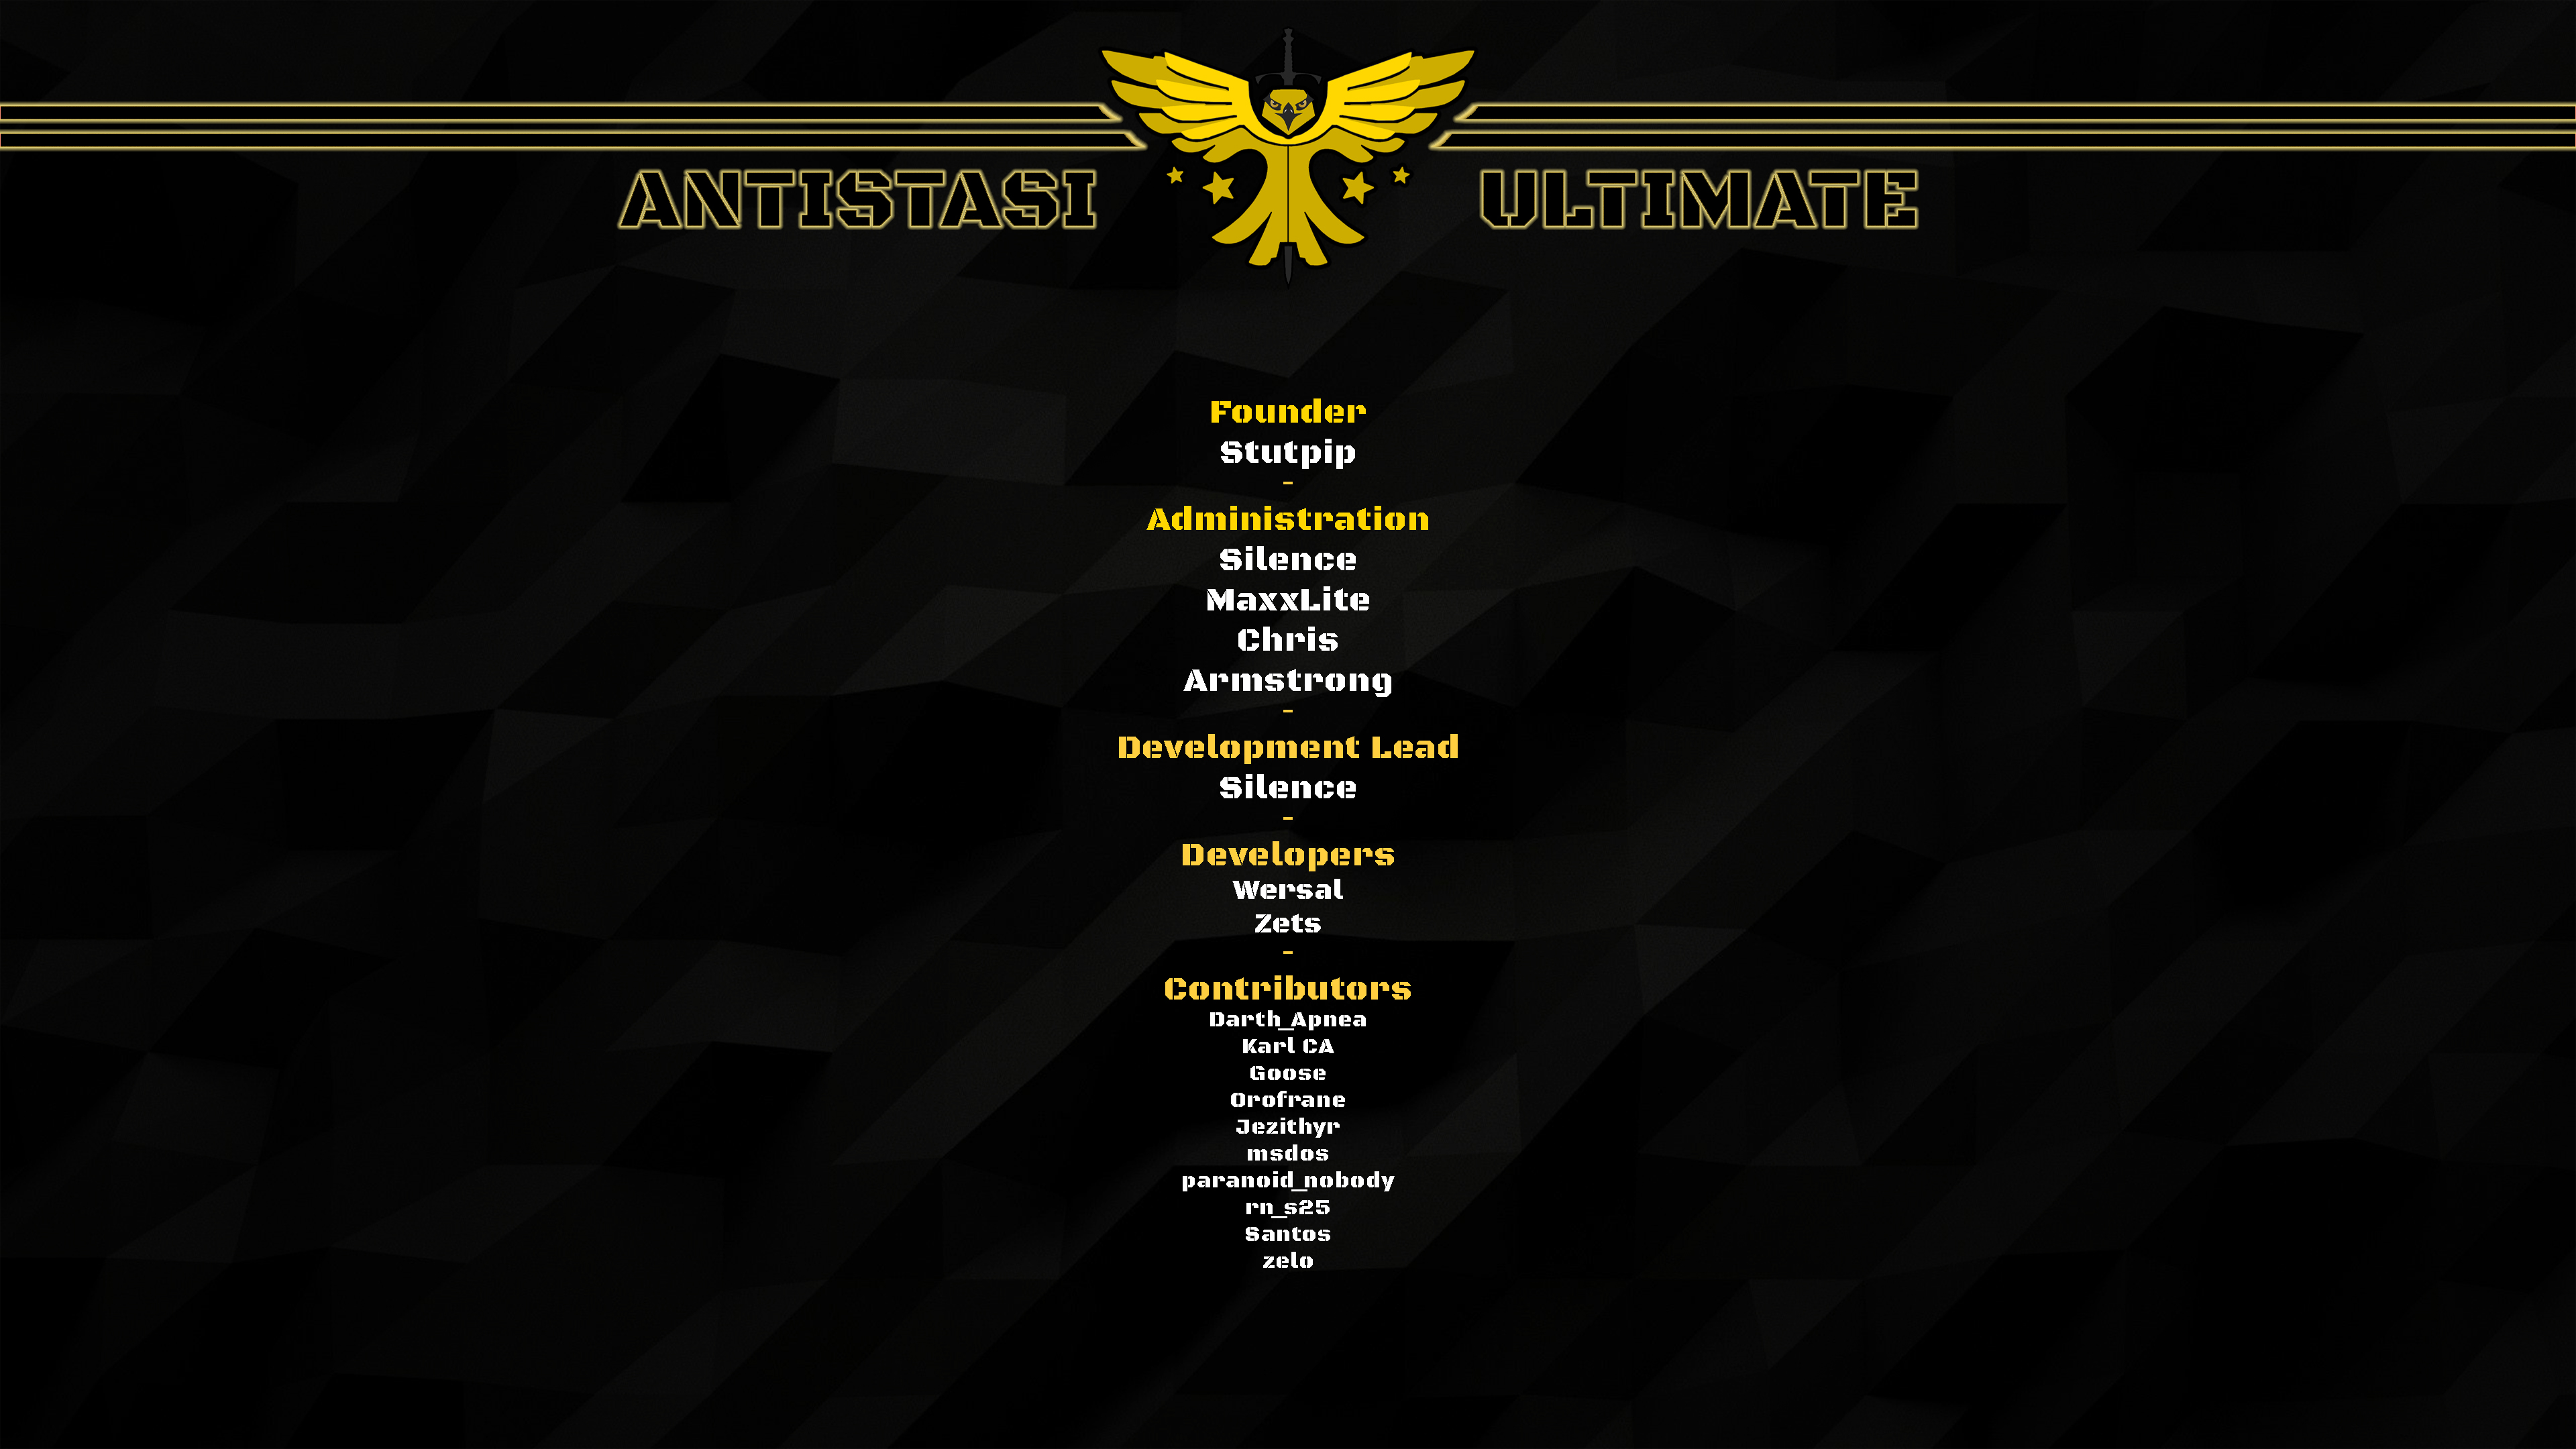 ANTISTASI ULTIMATE
Founder
Stutpip
-
Administration
Silence
MaxxLite
Chris
Armstrong
-
Development Lead
Silence
-
Developers
Wersal
Zets
-
Contributors
Darth_Apnea
Karl CA
Goose
Orofrane
Jezithyr
msdos
paranoid_nobody
rn_s25
Santos
zelo